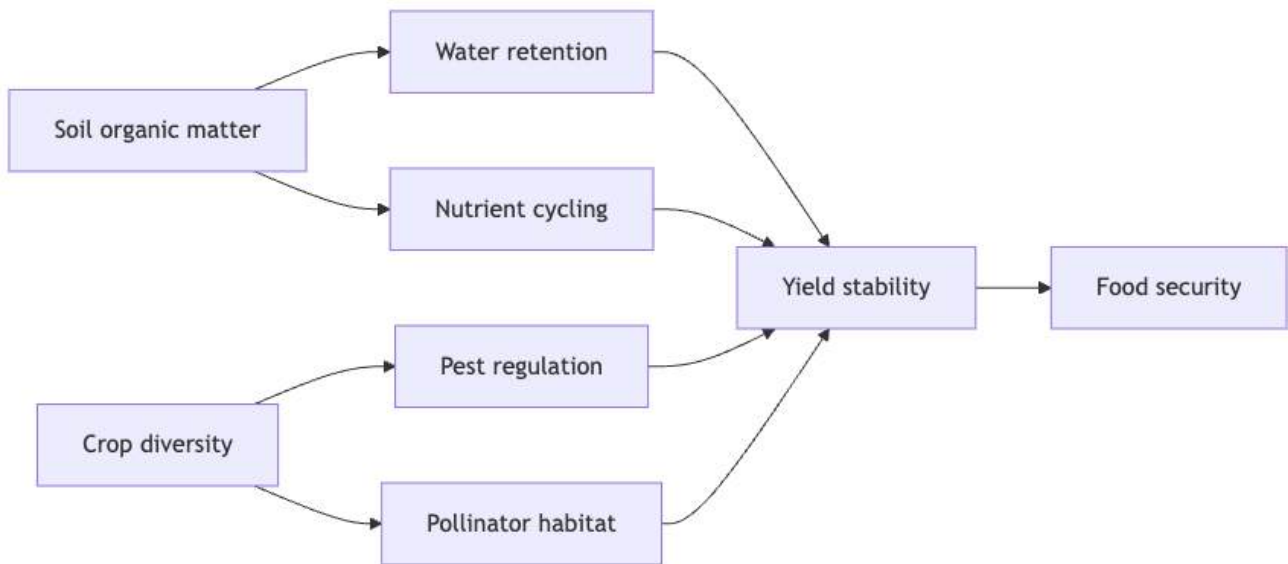 Water retention
Soil organic matter
Nutrient cycling
Yield stability
Food security
Pest regulation
Crop diversity
Pollinator habitat